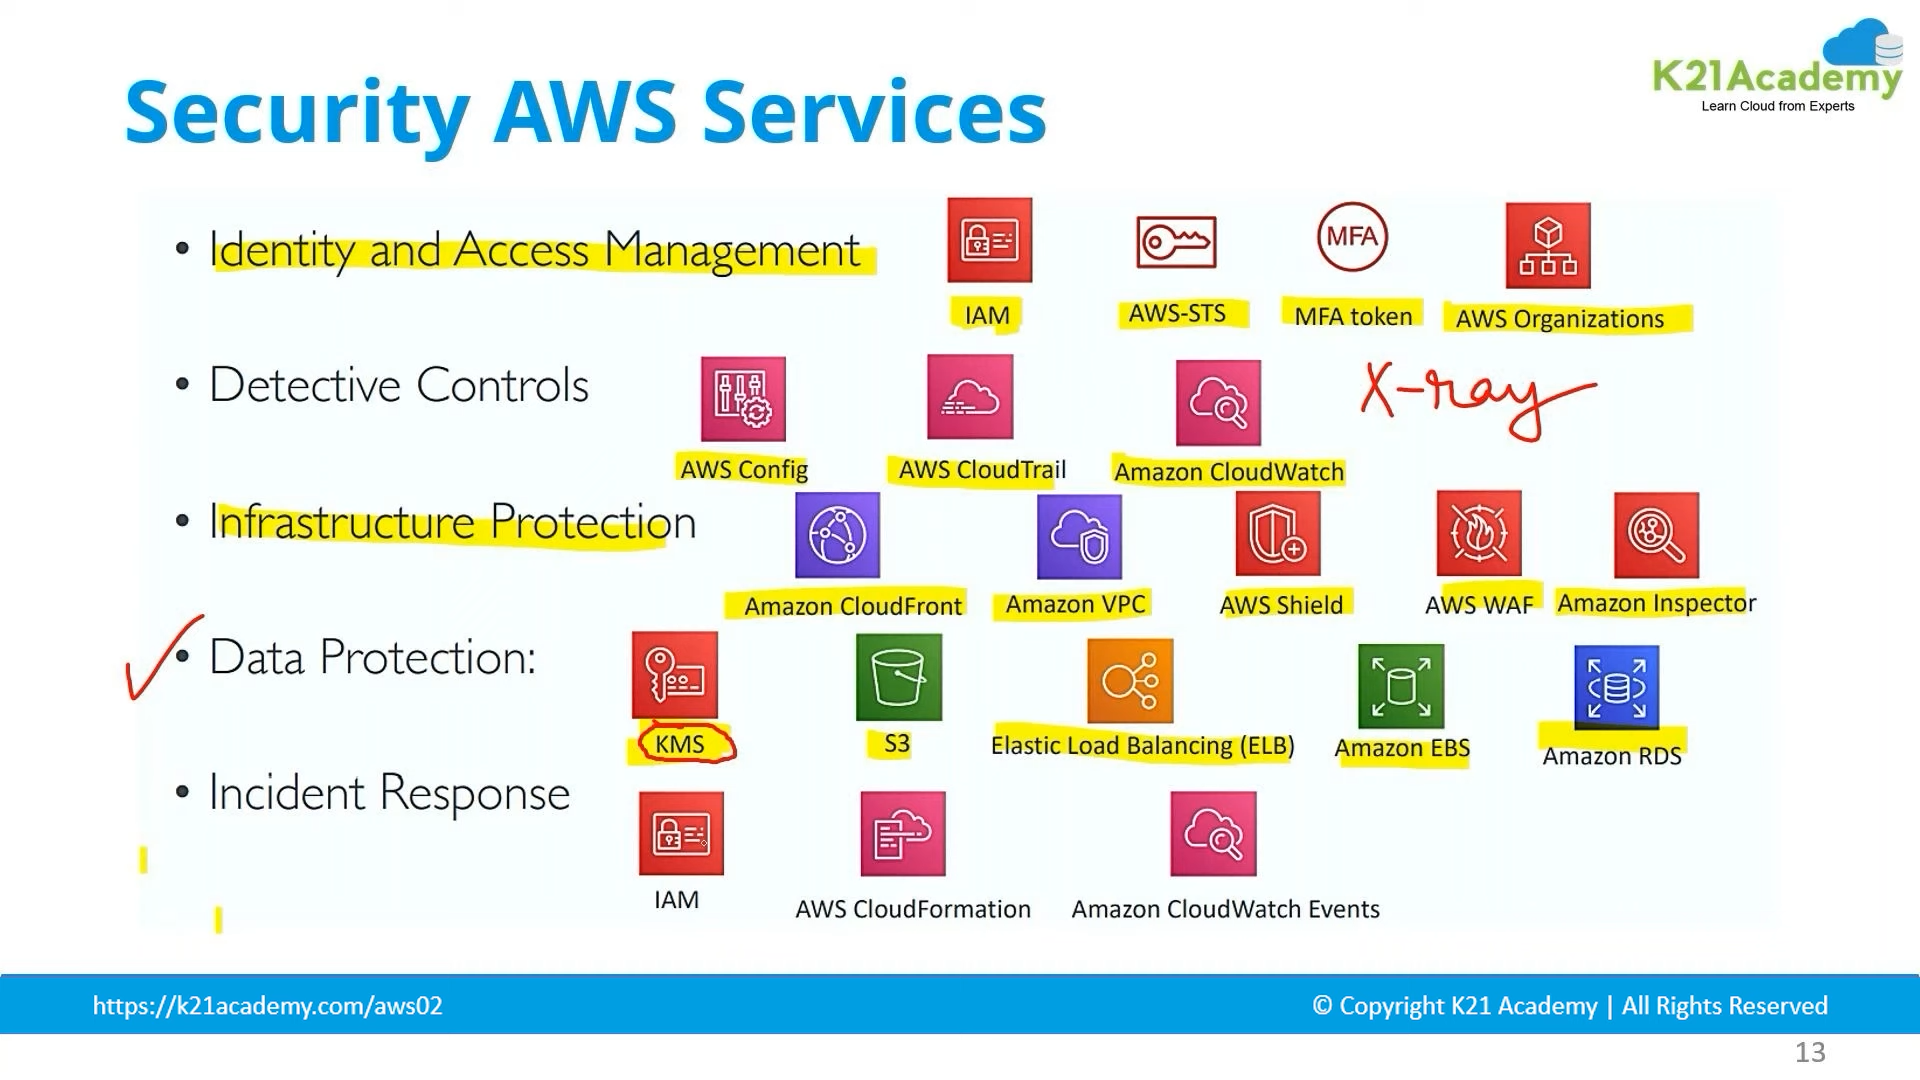 K21Academy
Learn Cloud from Experts
Security AWS Services
• Identity and Access Management
MFA
IAM
AWS-STS
MFA token
AWS Organizations
• Detective Controls
X-ray
AWS Config
AWS CloudTrail
Amazon CloudWatch
• Infrastructure Protection
Amazon CloudFront
Amazon VPC
AWS Shield
AWS WAF
Amazon Inspector
• Data Protection:
KMS
S3
Elastic Load Balancing (ELB)
Amazon EBS
Amazon RDS
• Incident Response
IAM
AWS CloudFormation
Amazon CloudWatch Events
https://k21academy.com/aws02
© Copyright K21 Academy | All Rights Reserved
13